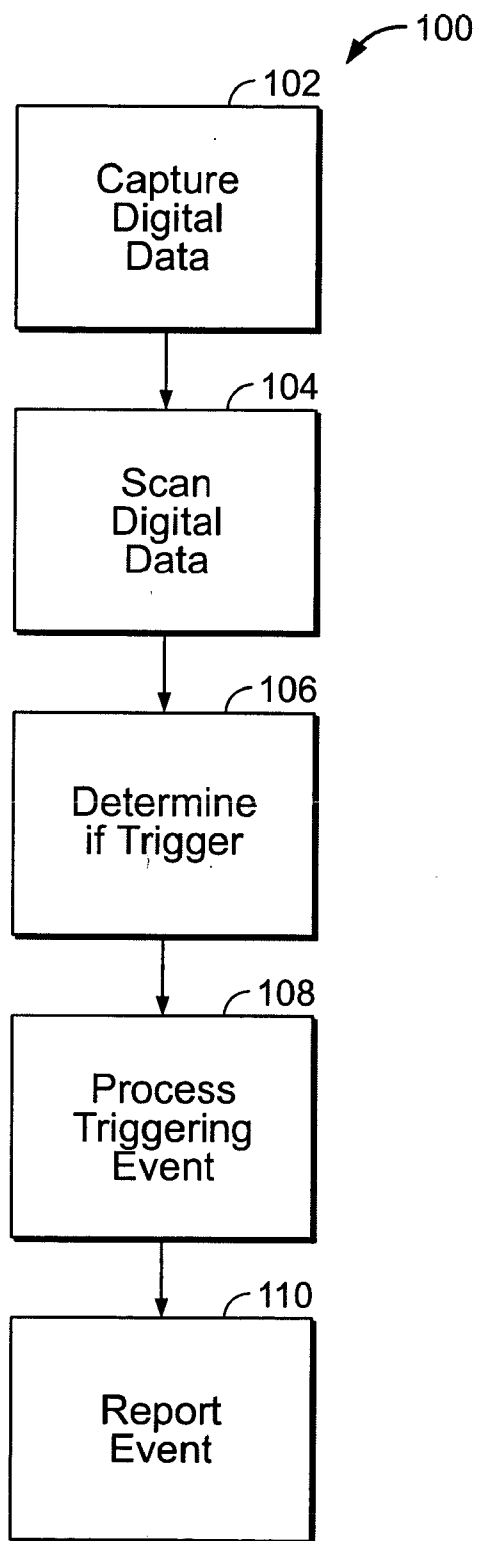 100
102
Capture
Digital
Data
104
Scan
Digital
Data
106
Determine
if Trigger
108
Process
Triggering
Event
110
Report
Event